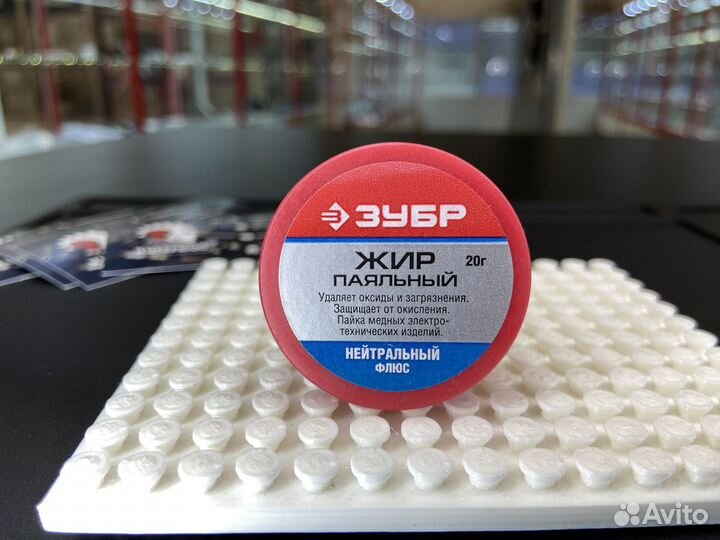 ЗУБР
ЖИР 20г
ПАЯЛЬНЫЙ
Удаляет оксиды и загрязнения.
Защищает от окисления.
Пайка медных электро-
технических изделий.
НЕЙТРАЛЬНЫЙ
ФЛЮС
Avito